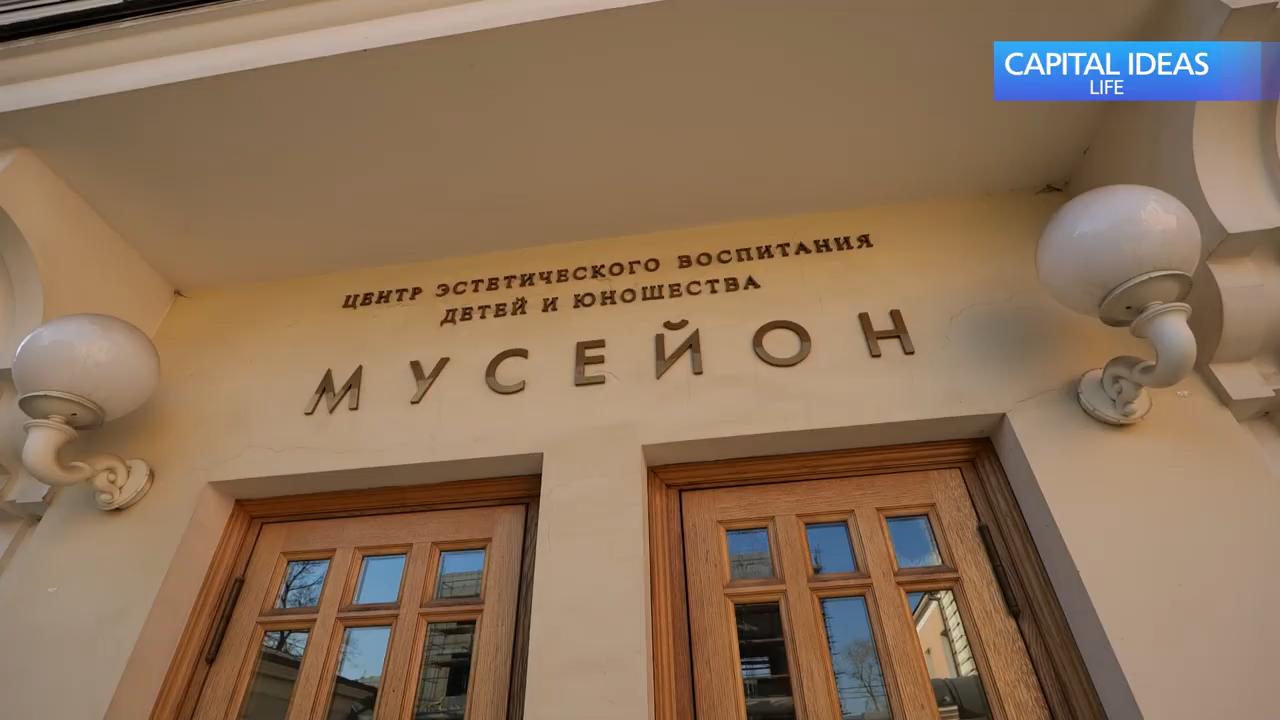 CAPITAL IDEAS
LIFE
ЦЕНТР ЭСТЕТИЧЕСКОГО ВОСПИТАНИЯ
ДЕТЕЙ И ЮНОШЕСТВА
МУСЕЙОН